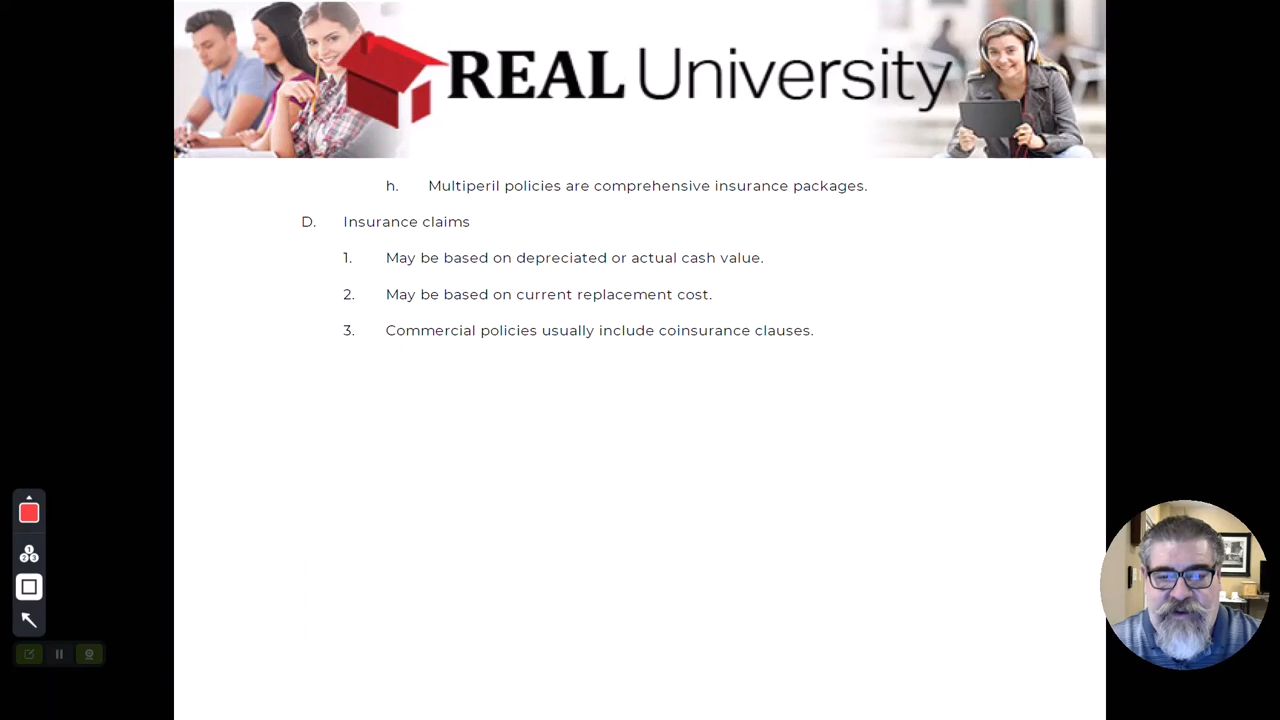 REAL University
h. Multiperil policies are comprehensive insurance packages.
D. Insurance claims
1. May be based on depreciated or actual cash value.
2. May be based on current replacement cost.
3. Commercial policies usually include coinsurance clauses.